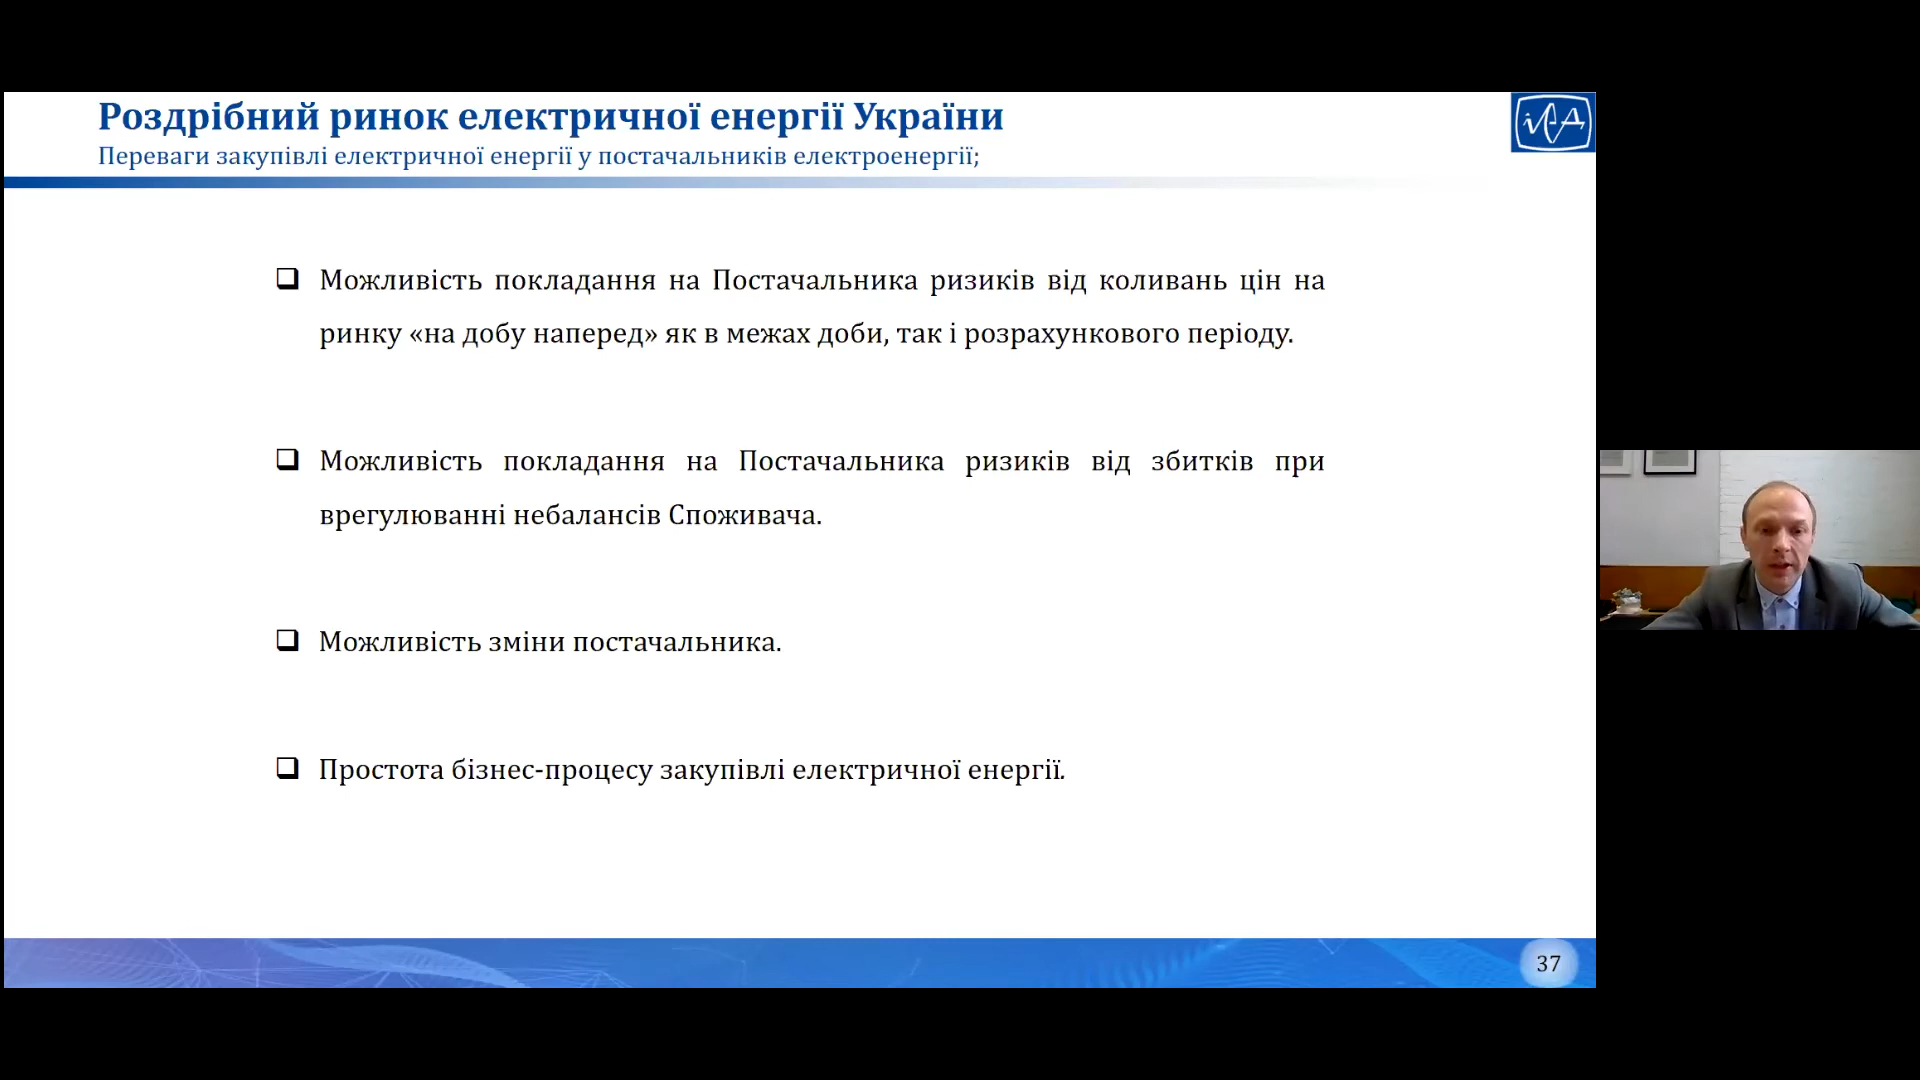 Роздрібний ринок електричної енергії України
Переваги закупівлі електричної енергії у постачальників електроенергії;
Можливість покладання на Постачальника ризиків від коливань цін на
ринку «на добу наперед» як в межах доби, так і розрахункового періоду.
Можливість покладання на Постачальника ризиків від збитків при
врегулюванні небалансів Споживача.
Можливість зміни постачальника.
Простота бізнес-процесу закупівлі електричної енергії.
37